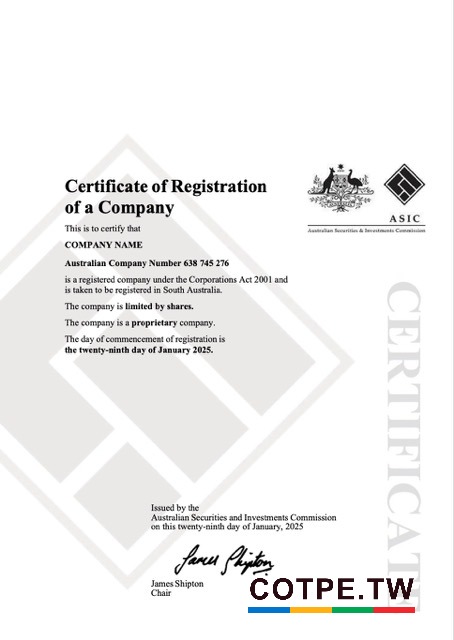 Certificate of Registration
of a Company
This is to certify that
COMPANY NAME
Australian Company Number 638 745 276
is a registered company under the Corporations Act 2001 and
is taken to be registered in South Australia.
The company is limited by shares.
The company is a proprietary company.
The day of commencement of registration is
the twenty-ninth day of January 2025.
ASIC
Australian Securities & Investments Commission
CERTIFICATE
Issued by the
Australian Securities and Investments Commission
on this twenty-ninth day of January, 2025
James Shipton
James Shipton
Chair
COTPE.TW